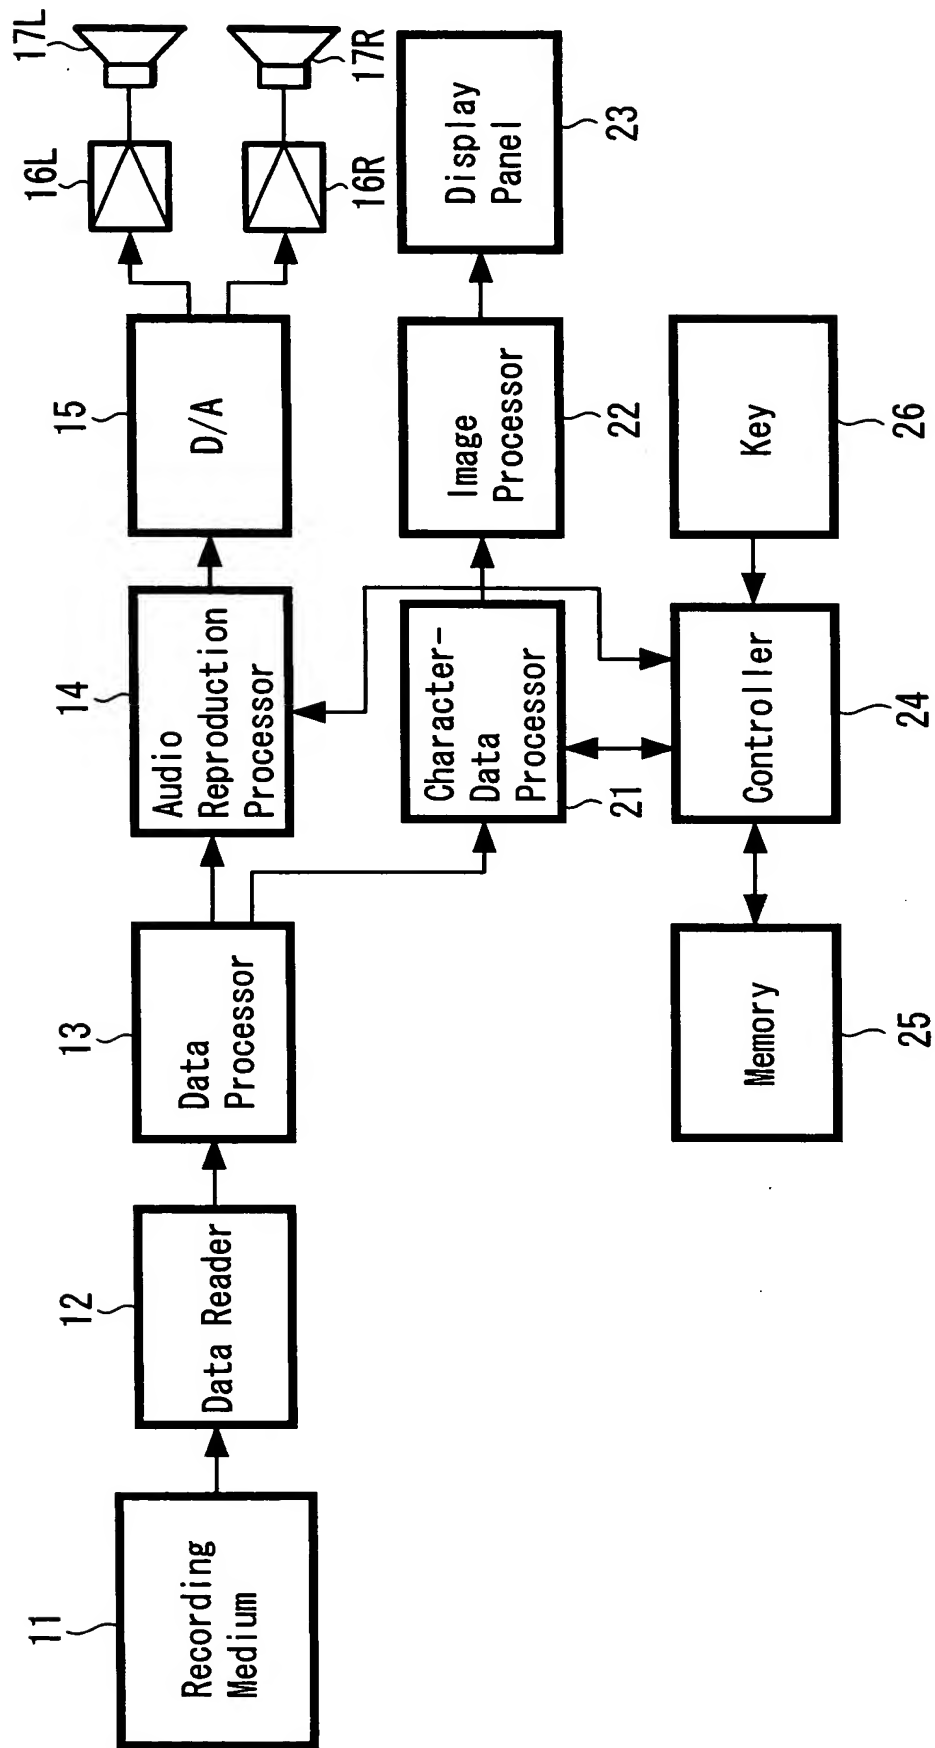 11
Recording
Medium
12
Data Reader
13
Data
Processor
14
Audio
Reproduction
Processor
15
D/A
16L
17L
16R
17R
21
Character-
Data
Processor
22
Image
Processor
23
Display
Panel
25
Memory
24
Controller
26
Key